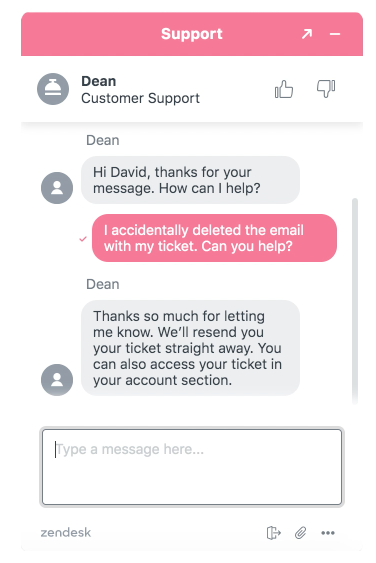 Support
Dean
Customer Support
Dean
Hi David, thanks for your
message. How can I help?
I accidentally deleted the email
with my ticket. Can you help?
Dean
Thanks so much for letting
me know. We’ll resend you
your ticket straight away. You
can also access your ticket in
your account section.
Type a message here...
zendesk